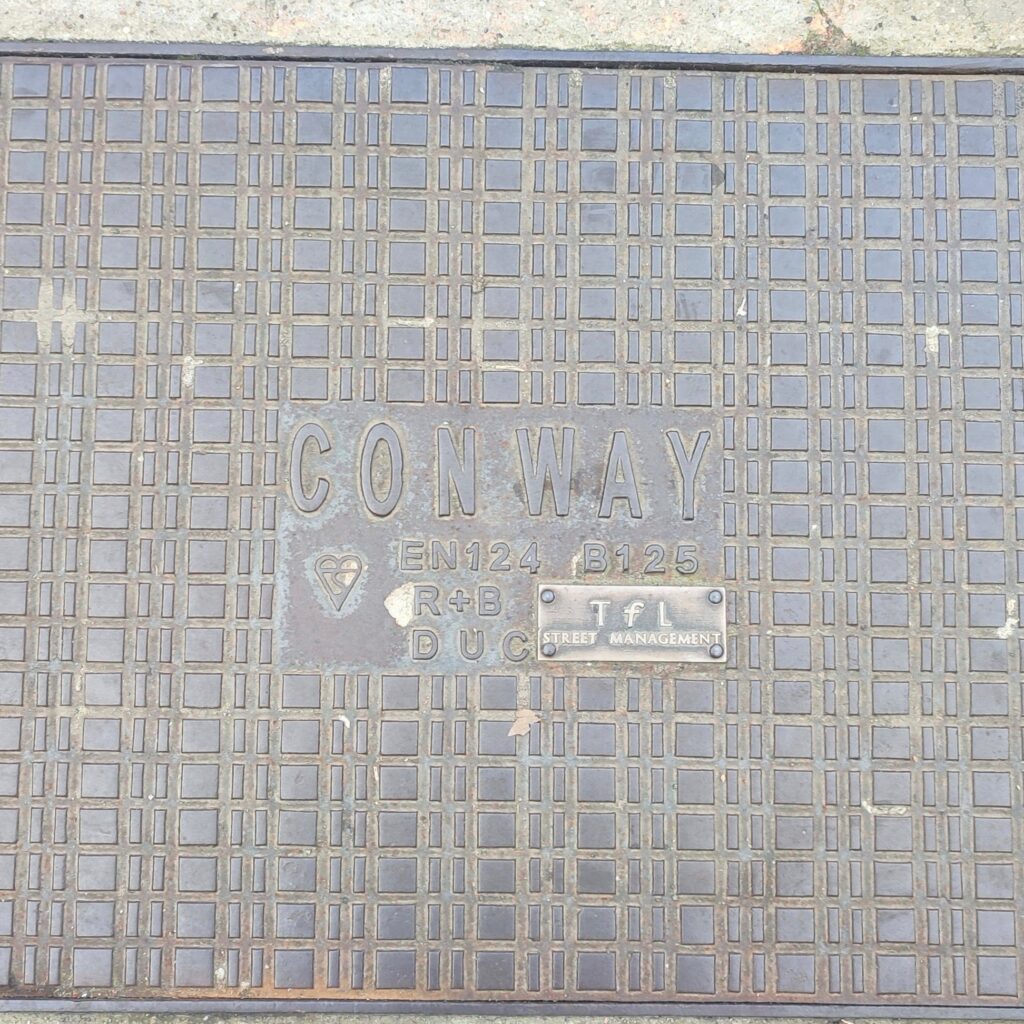 CONWAY
EN124 B125
R+B
DUC
TfL
STREET MANAGEMENT